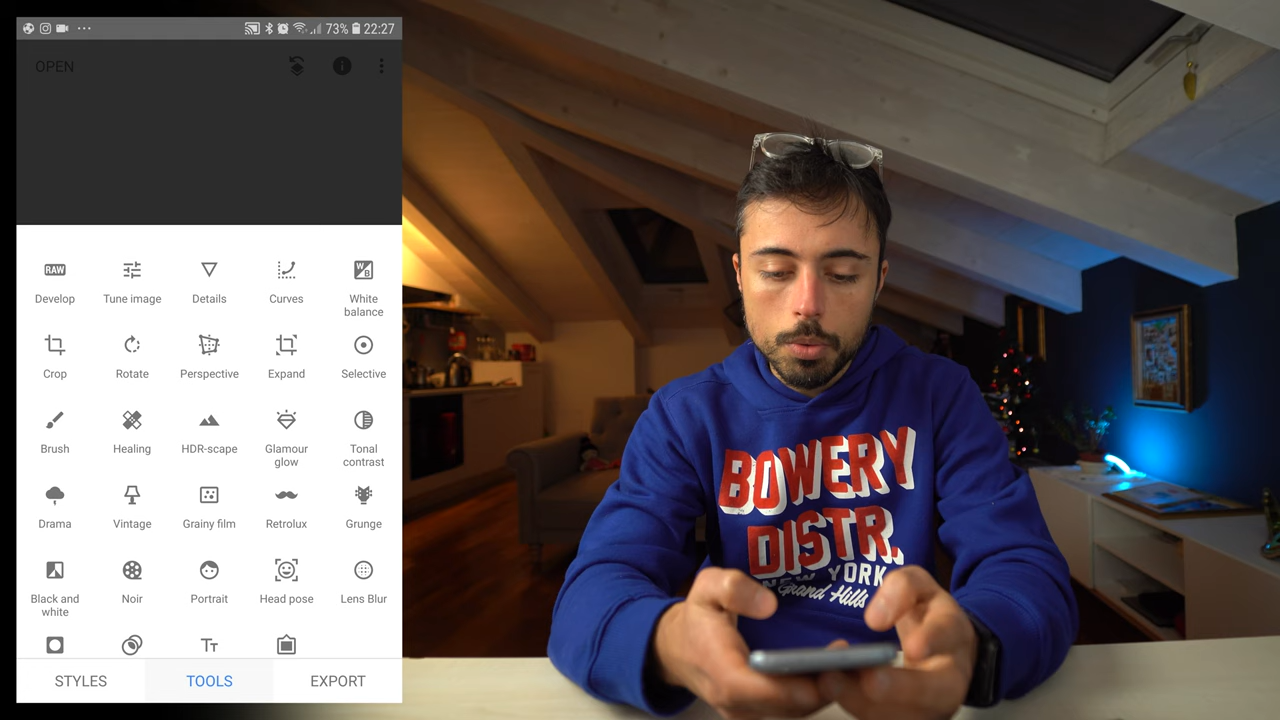 73% 22:27
OPEN
RAW
Develop
Tune image
Details
Curves
WB
White
balance
Crop
Rotate
Perspective
Expand
Selective
Brush
Healing
HDR-scape
Glamour
glow
Tonal
contrast
Drama
Vintage
Grainy film
Retrolux
Grunge
Black and
white
Noir
Portrait
Head pose
Lens Blur
TT
STYLES
TOOLS
EXPORT
BOWERY
DISTR.
NEW YORK
Grand Hills